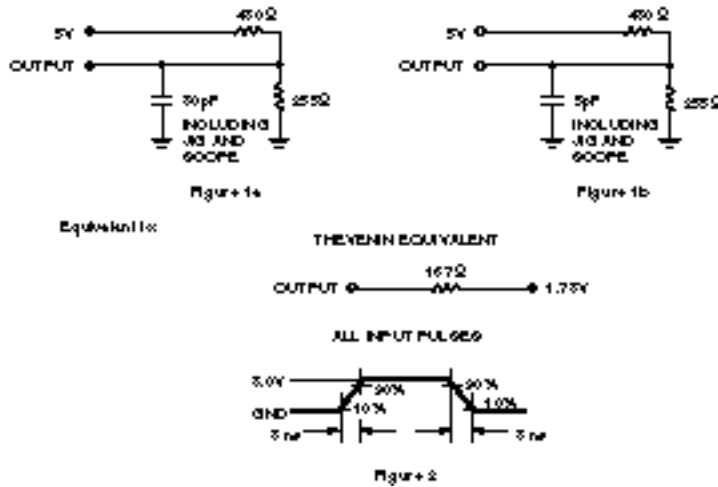 480Ω
5V
OUTPUT
30pF
255Ω
INCLUDING
JIG AND
SCOPE
Figure 1a
480Ω
5V
OUTPUT
5pF
255Ω
INCLUDING
JIG AND
SCOPE
Figure 1b
Equivalent to:
THEVENIN EQUIVALENT
OUTPUT 167Ω 1.73V
ALL INPUT PULSES
3.0V
90%
90%
10%
10%
GND
3 ns
3 ns
Figure 2